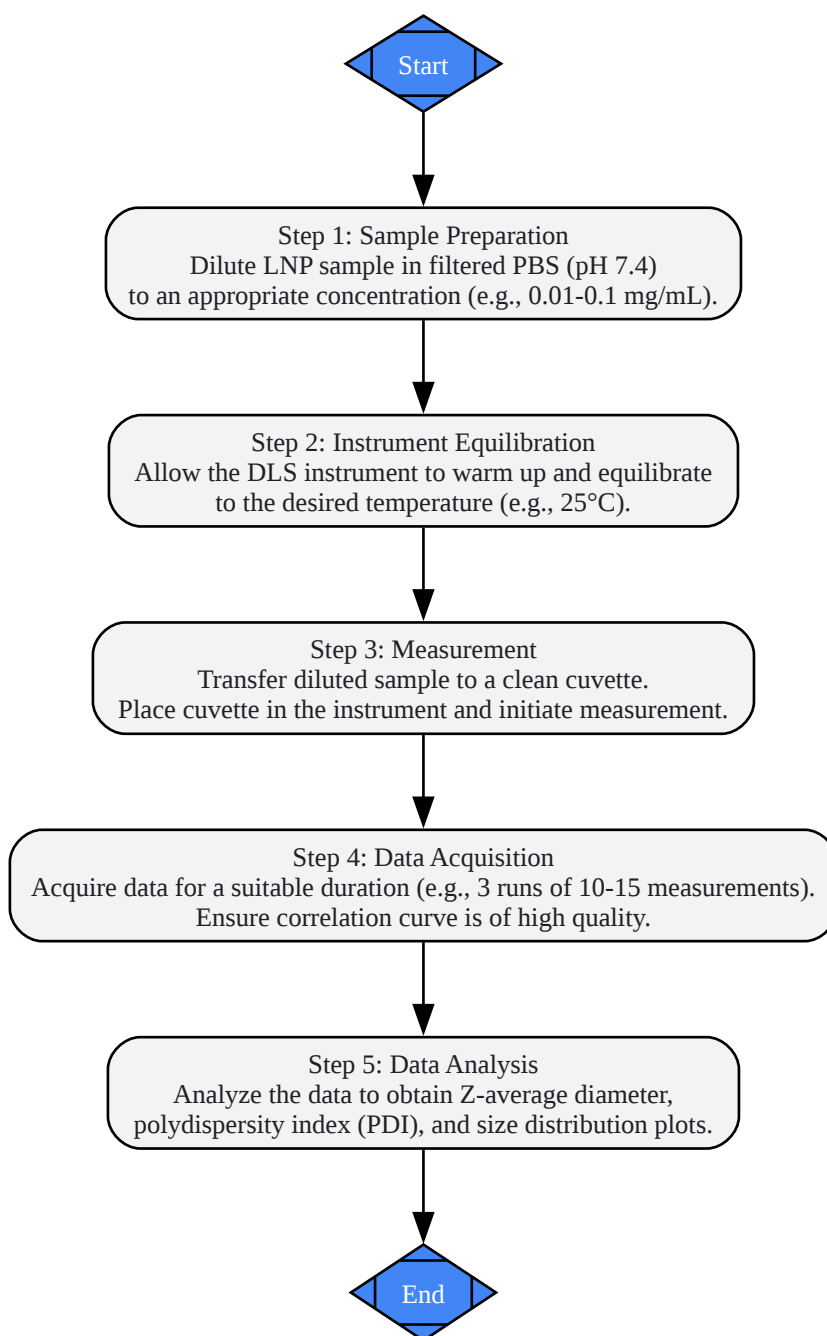 Start
Step 1: Sample Preparation
Dilute LNP sample in filtered PBS (pH 7.4)
to an appropriate concentration (e.g., 0.01-0.1 mg/mL).
Step 2: Instrument Equilibration
Allow the DLS instrument to warm up and equilibrate
to the desired temperature (e.g., 25°C).
Step 3: Measurement
Transfer diluted sample to a clean cuvette.
Place cuvette in the instrument and initiate measurement.
Step 4: Data Acquisition
Acquire data for a suitable duration (e.g., 3 runs of 10-15 measurements).
Ensure correlation curve is of high quality.
Step 5: Data Analysis
Analyze the data to obtain Z-average diameter,
polydispersity index (PDI), and size distribution plots.
End